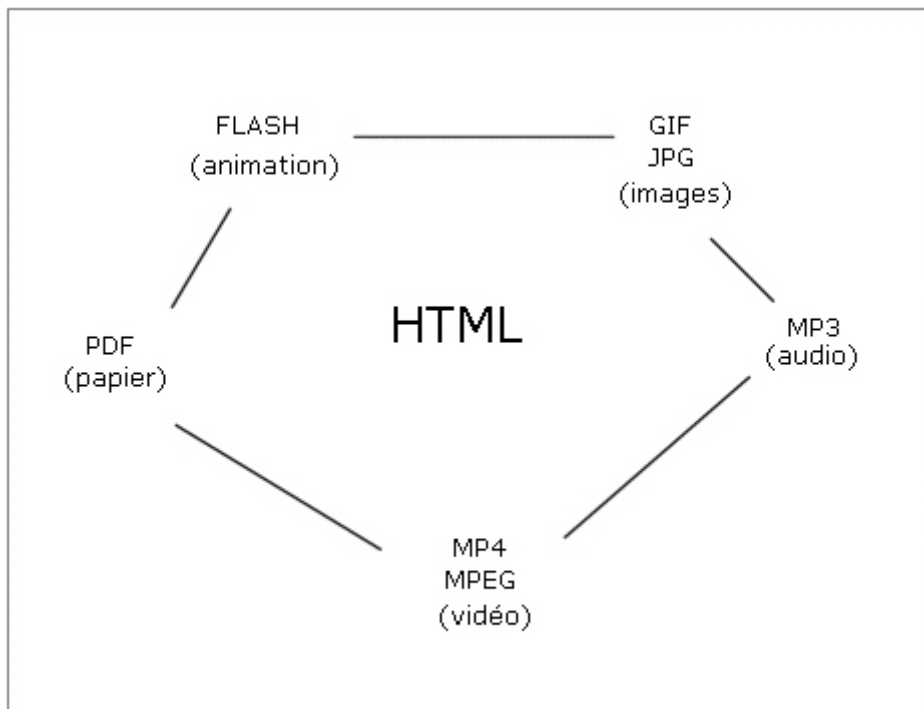 FLASH
(animation)
GIF
JPG
(images)
HTML
PDF
(papier)
MP3
(audio)
MP4
MPEG
(vidéo)